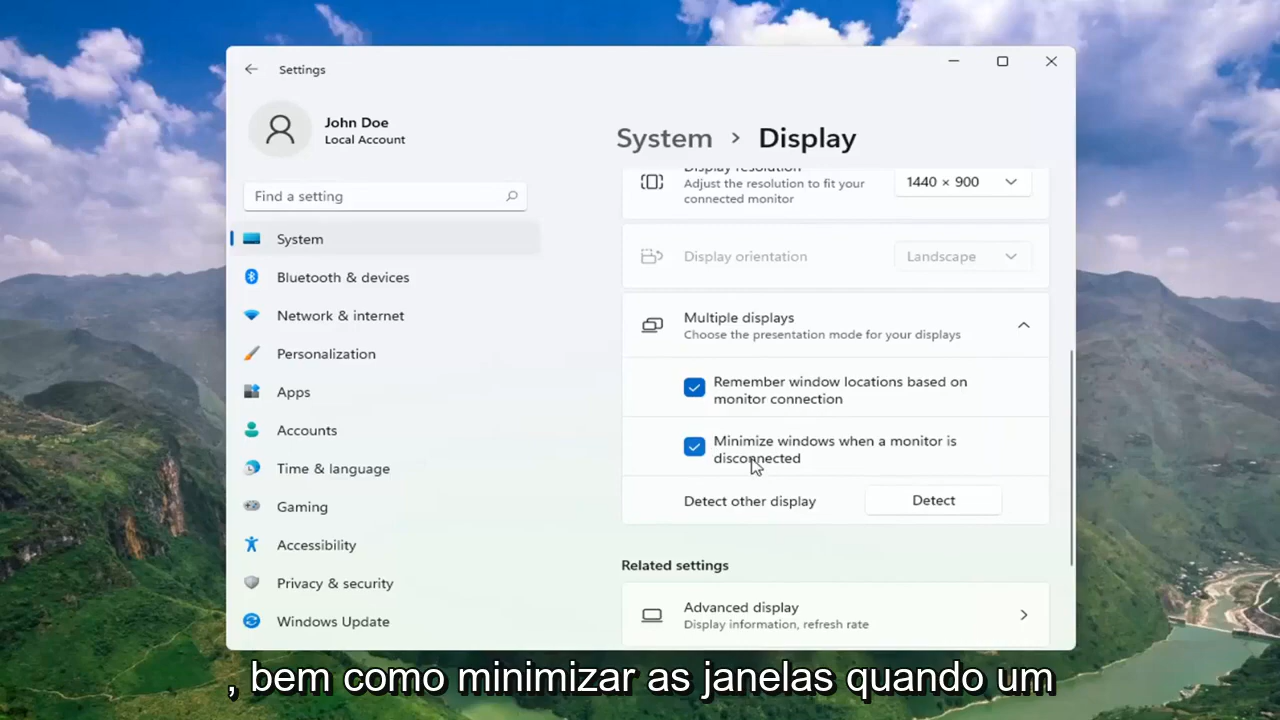 Settings
John Doe
Local Account
Find a setting
System
Bluetooth & devices
Network & internet
Personalization
Apps
Accounts
Time & language
Gaming
Accessibility
Privacy & security
Windows Update
System > Display
Display resolution
Adjust the resolution to fit your
connected monitor
1440 × 900
Display orientation
Landscape
Multiple displays
Choose the presentation mode for your displays
Remember window locations based on
monitor connection
Minimize windows when a monitor is
disconnected
Detect other display
Detect
Related settings
Advanced display
Display information, refresh rate
, bem como minimizar as janelas quando um